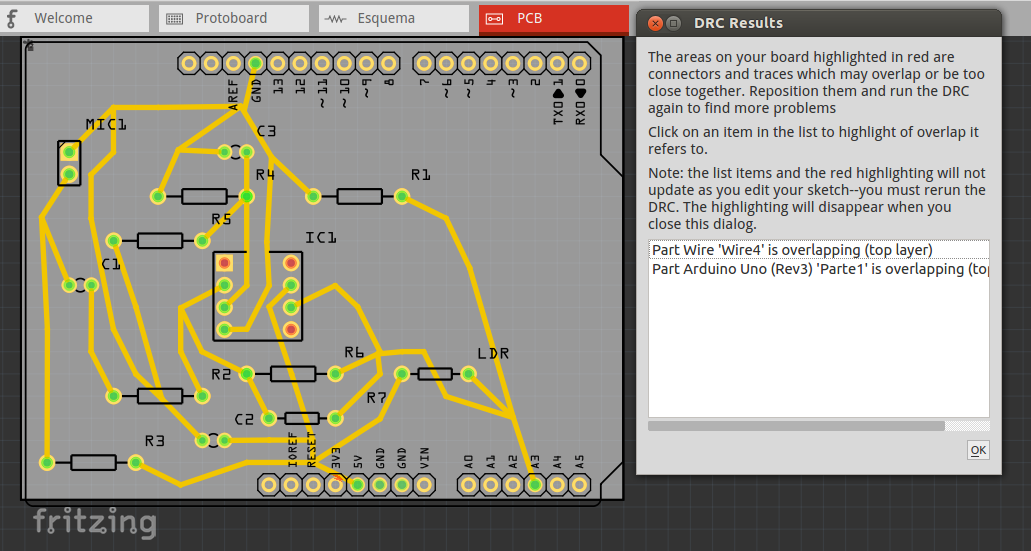 Welcome
Protoboard
Esquema
PCB
DRC Results
The areas on your board highlighted in red are
connectors and traces which may overlap or be too
close together. Reposition them and run the DRC
again to find more problems
Click on an item in the list to highlight of overlap it
refers to.
Note: the list items and the red highlighting will not
update as you edit your sketch--you must rerun the
DRC. The highlighting will disappear when you
close this dialog.
Part Wire 'Wire4' is overlapping (top layer)
Part Arduino Uno (Rev3) 'Parte1' is overlapping (to
OK
AREF
GND
13
12
~11
~10
~9
8
7
~6
~5
4
~3
2
TX0 1
RX0 0
MIC1
C3
R4
R1
R5
IC1
C1
R6
LDR
R2
R7
C2
R3
IOREF
RESET
3V3
5V
GND
GND
VIN
A0
A1
A2
A3
A4
A5
fritzing